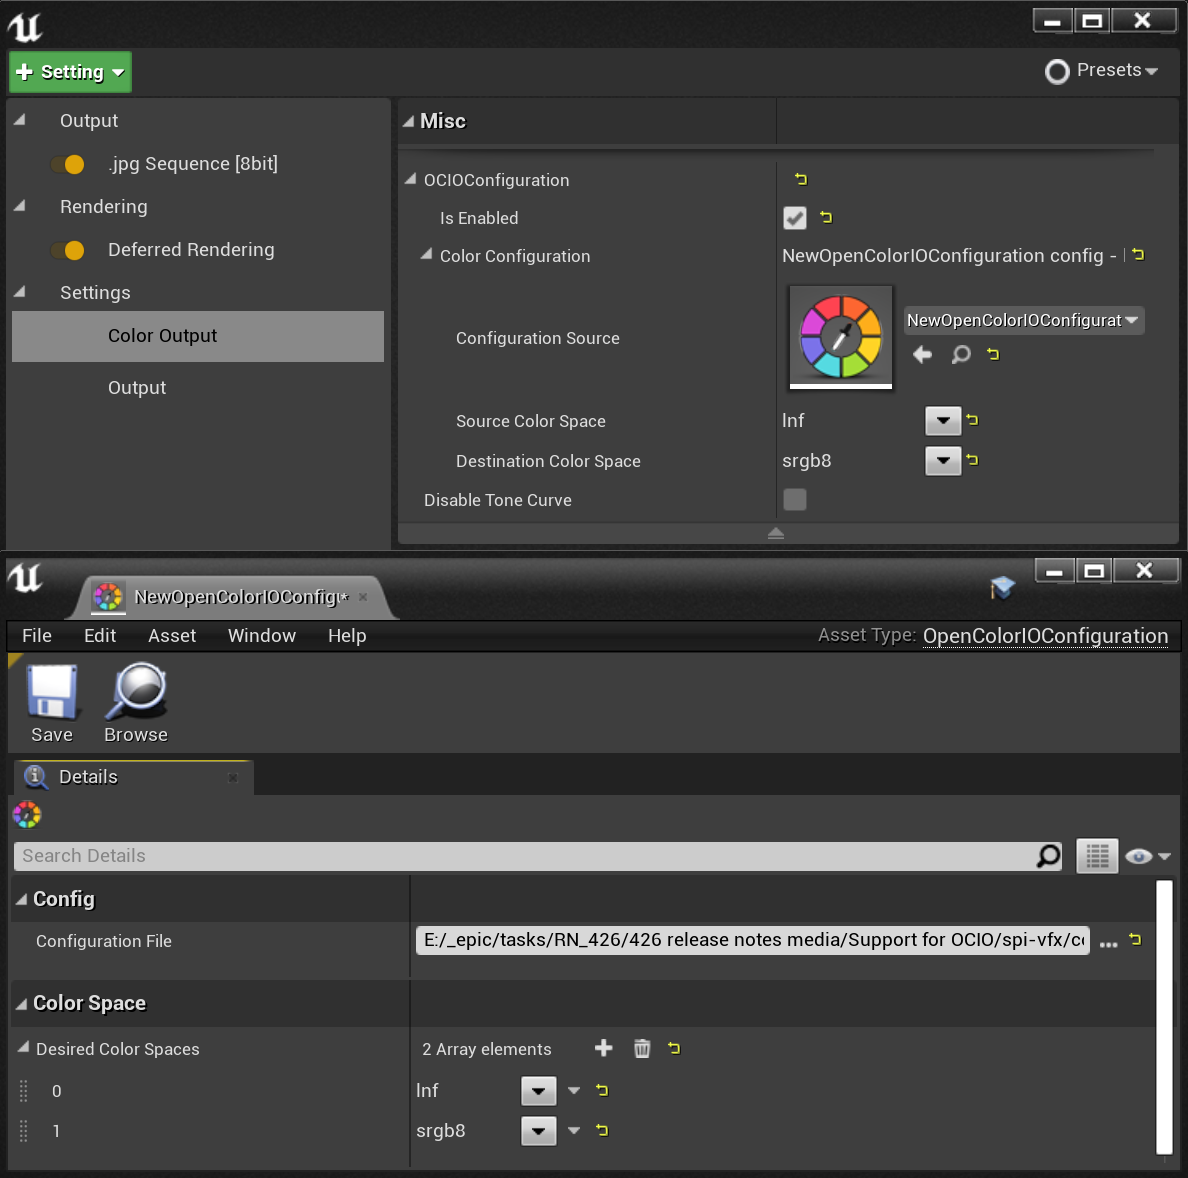 Setting
Presets
Output
.jpg Sequence [8bit]
Rendering
Deferred Rendering
Settings
Color Output
Output
Misc
OCIOConfiguration
Is Enabled
Color Configuration NewOpenColorIOConfiguration config -
Configuration Source NewOpenColorIOConfigurat
Source Color Space lnf
Destination Color Space srgb8
Disable Tone Curve
NewOpenColorIOConfigu*
File Edit Asset Window Help Asset Type: OpenColorIOConfiguration
Save Browse
Details
Search Details
Config
Configuration File E:/_epic/tasks/RN_426/426 release notes media/Support for OCIO/spi-vfx/co
Color Space
Desired Color Spaces 2 Array elements
0 lnf
1 srgb8